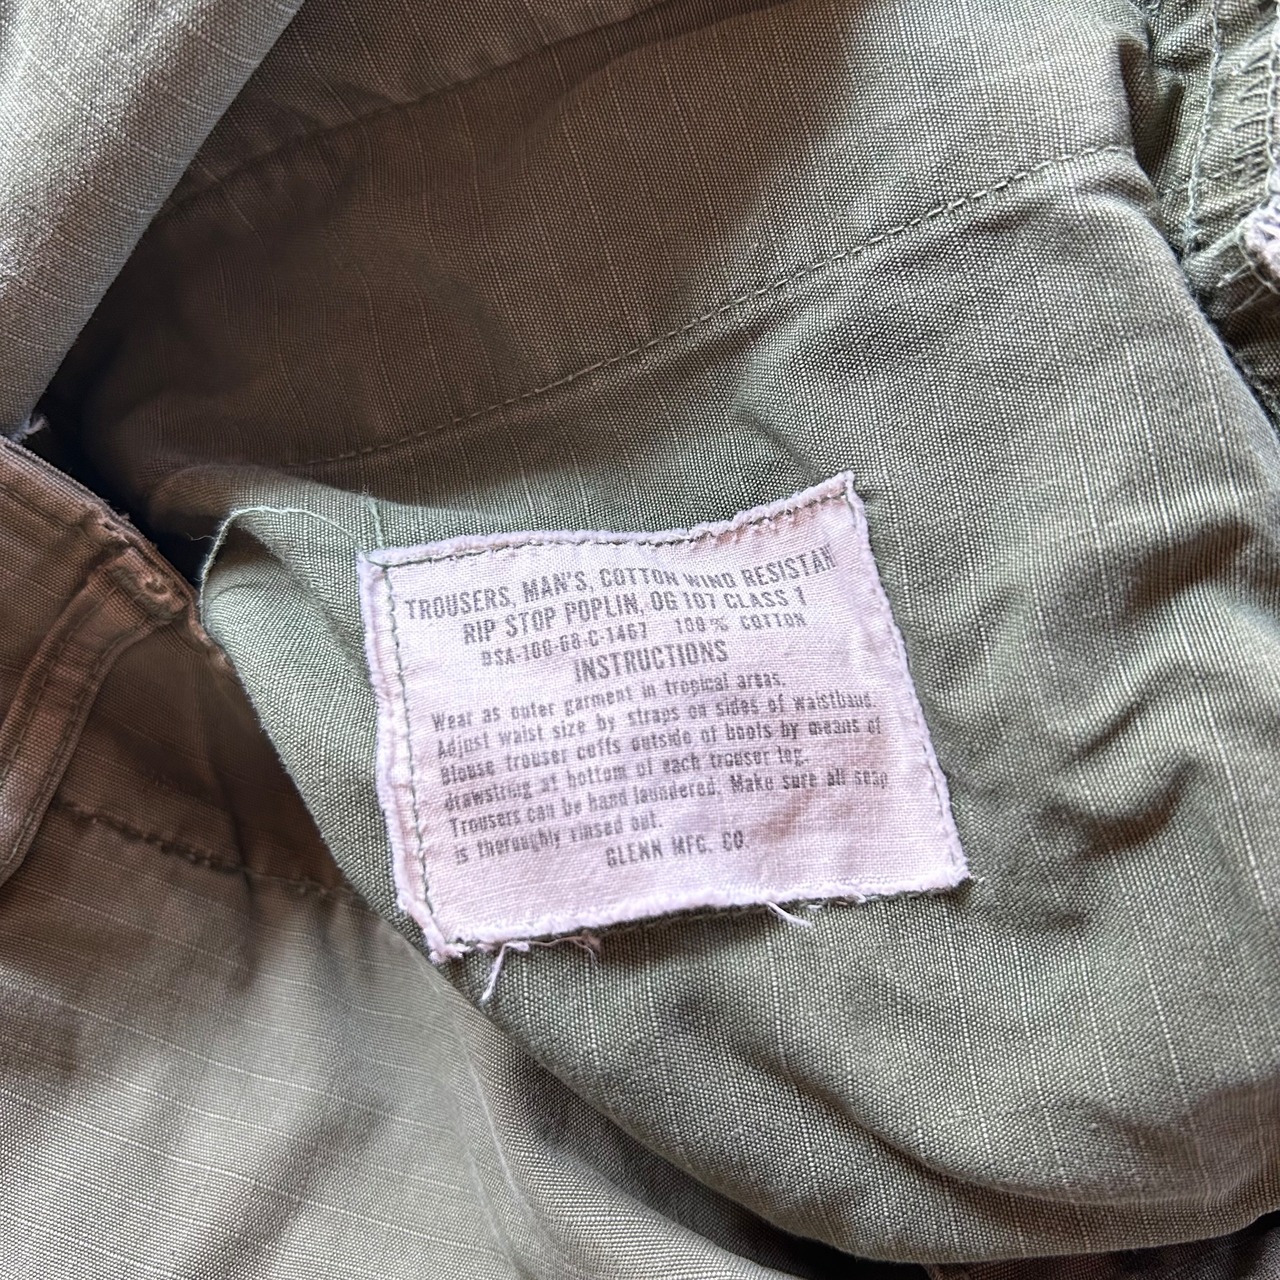 TROUSERS, MAN'S, COTTON WIND RESISTAN
RIP STOP POPLIN, OG 107 CLASS 1
DSA-100-68-C-1467 100% COTTON
INSTRUCTIONS
Wear as outer garment in tropical areas.
Adjust waist size by straps on sides of waistband.
Blouse trouser cuffs outside of boots by means of
drawstring at bottom of each trouser leg.
Trousers can be hand laundered. Make sure all soap
is thoroughly rinsed out.
GLENN MFG. CO.